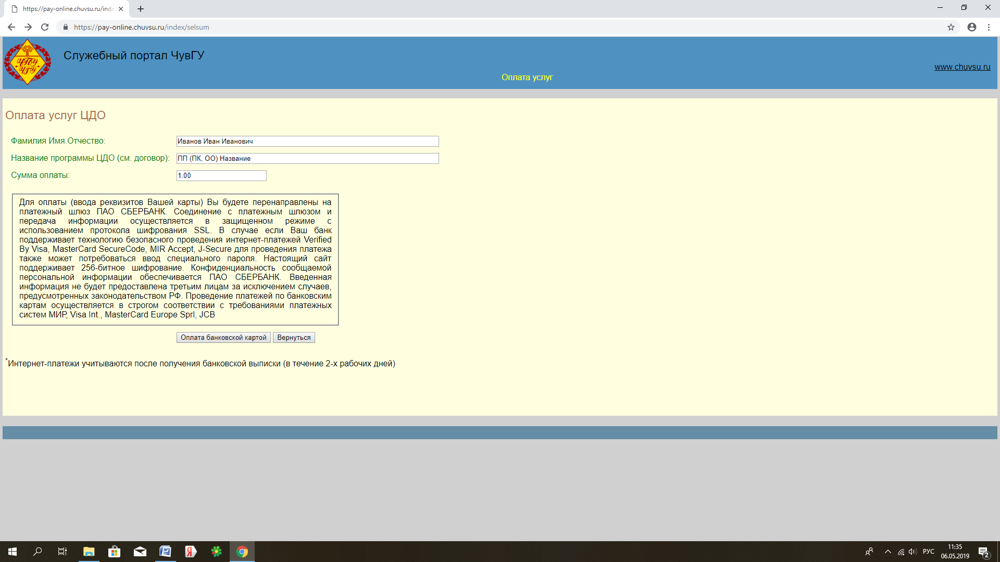 https://pay-online.chuvsu.ru/inde
https://pay-online.chuvsu.ru/index/selsum
ЧПУ
ЧГУ
Служебный портал ЧувГУ
www.chuvsu.ru
Оплата услуг
Оплата услуг ЦДО
Фамилия Имя Отчество: Иванов Иван Иванович
Название программы ЦДО (см. договор): ПП (ПК, ОО) Название
Сумма оплаты: 1.00
Для оплаты (ввода реквизитов Вашей карты) Вы будете перенаправлены на
платежный шлюз ПАО СБЕРБАНК. Соединение с платежным шлюзом и
передача информации осуществляется в защищенном режиме с
использованием протокола шифрования SSL. В случае если Ваш банк
поддерживает технологию безопасного проведения интернет-платежей Verified
By Visa, MasterCard SecureCode, MIR Accept, J-Secure для проведения платежа
также может потребоваться ввод специального пароля. Настоящий сайт
поддерживает 256-битное шифрование. Конфиденциальность сообщаемой
персональной информации обеспечивается ПАО СБЕРБАНК. Введенная
информация не будет предоставлена третьим лицам за исключением случаев,
предусмотренных законодательством РФ. Проведение платежей по банковским
картам осуществляется в строгом соответствии с требованиями платежных
систем МИР, Visa Int., MasterCard Europe Sprl, JCB
Оплата банковской картой Вернуться
*Интернет-платежи учитываются после получения банковской выписки (в течение 2-х рабочих дней)
РУС
11:35
06.05.2019
2